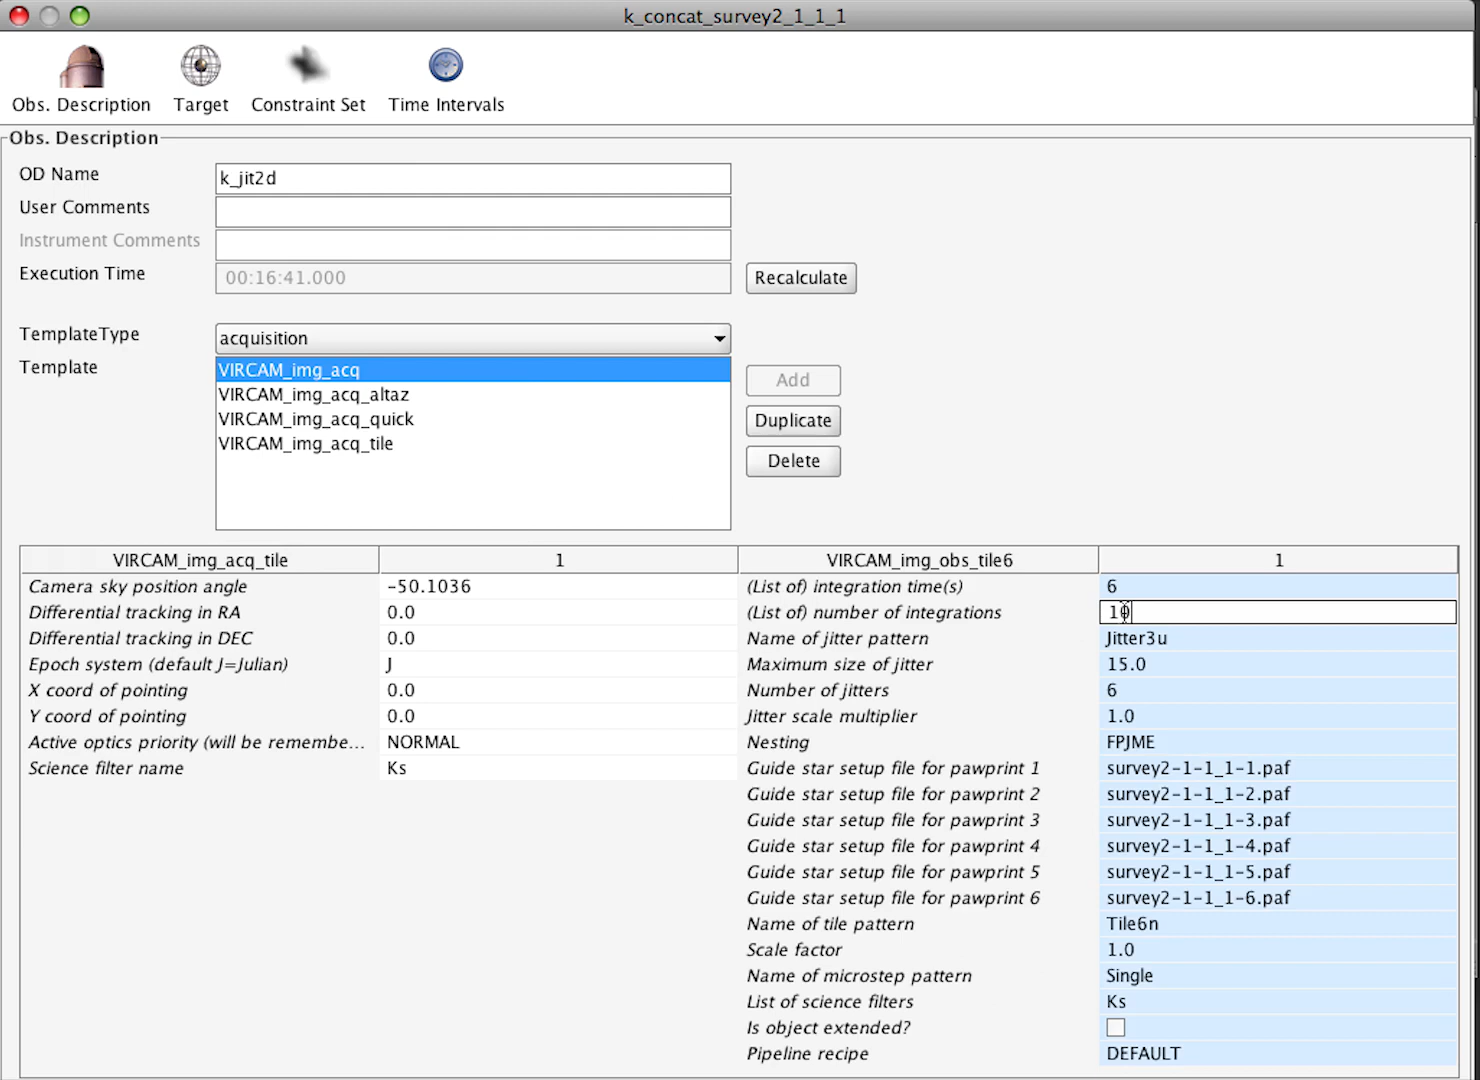 k_concat_survey2_1_1_1
Obs. Description Target Constraint Set Time Intervals
Obs. Description
OD Name k_jit2d
User Comments
Instrument Comments
Execution Time 00:16:41.000 Recalculate
TemplateType acquisition
Template VIRCAM_img_acq
VIRCAM_img_acq_altaz
VIRCAM_img_acq_quick
VIRCAM_img_acq_tile
Add
Duplicate
Delete
VIRCAM_img_acq_tile 1 VIRCAM_img_obs_tile6 1
Camera sky position angle -50.1036 (List of) integration time(s) 6
Differential tracking in RA 0.0 (List of) number of integrations 10
Differential tracking in DEC 0.0 Name of jitter pattern Jitter3u
Epoch system (default J=Julian) J Maximum size of jitter 15.0
X coord of pointing 0.0 Number of jitters 6
Y coord of pointing 0.0 Jitter scale multiplier 1.0
Active optics priority (will be remembe... NORMAL Nesting FPJME
Science filter name Ks Guide star setup file for pawprint 1 survey2-1-1_1-1.paf
Guide star setup file for pawprint 2 survey2-1-1_1-2.paf
Guide star setup file for pawprint 3 survey2-1-1_1-3.paf
Guide star setup file for pawprint 4 survey2-1-1_1-4.paf
Guide star setup file for pawprint 5 survey2-1-1_1-5.paf
Guide star setup file for pawprint 6 survey2-1-1_1-6.paf
Name of tile pattern Tile6n
Scale factor 1.0
Name of microstep pattern Single
List of science filters Ks
Is object extended?
Pipeline recipe DEFAULT